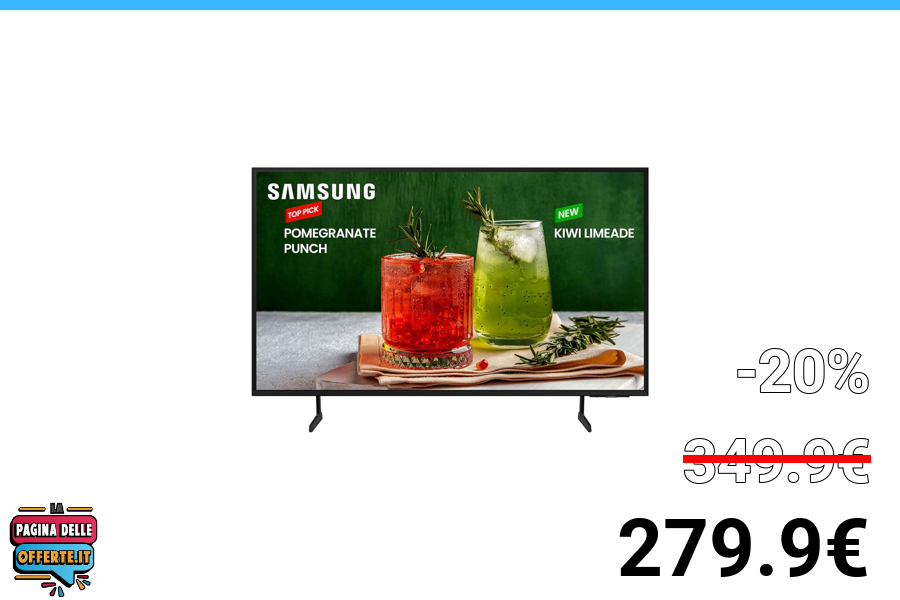 SAMSUNG
TOP PICK
POMEGRANATE
PUNCH
NEW
KIWI LIMEADE
-20%
349.9€
279.9€
LA
PAGINA DELLE
OFFERTE.IT